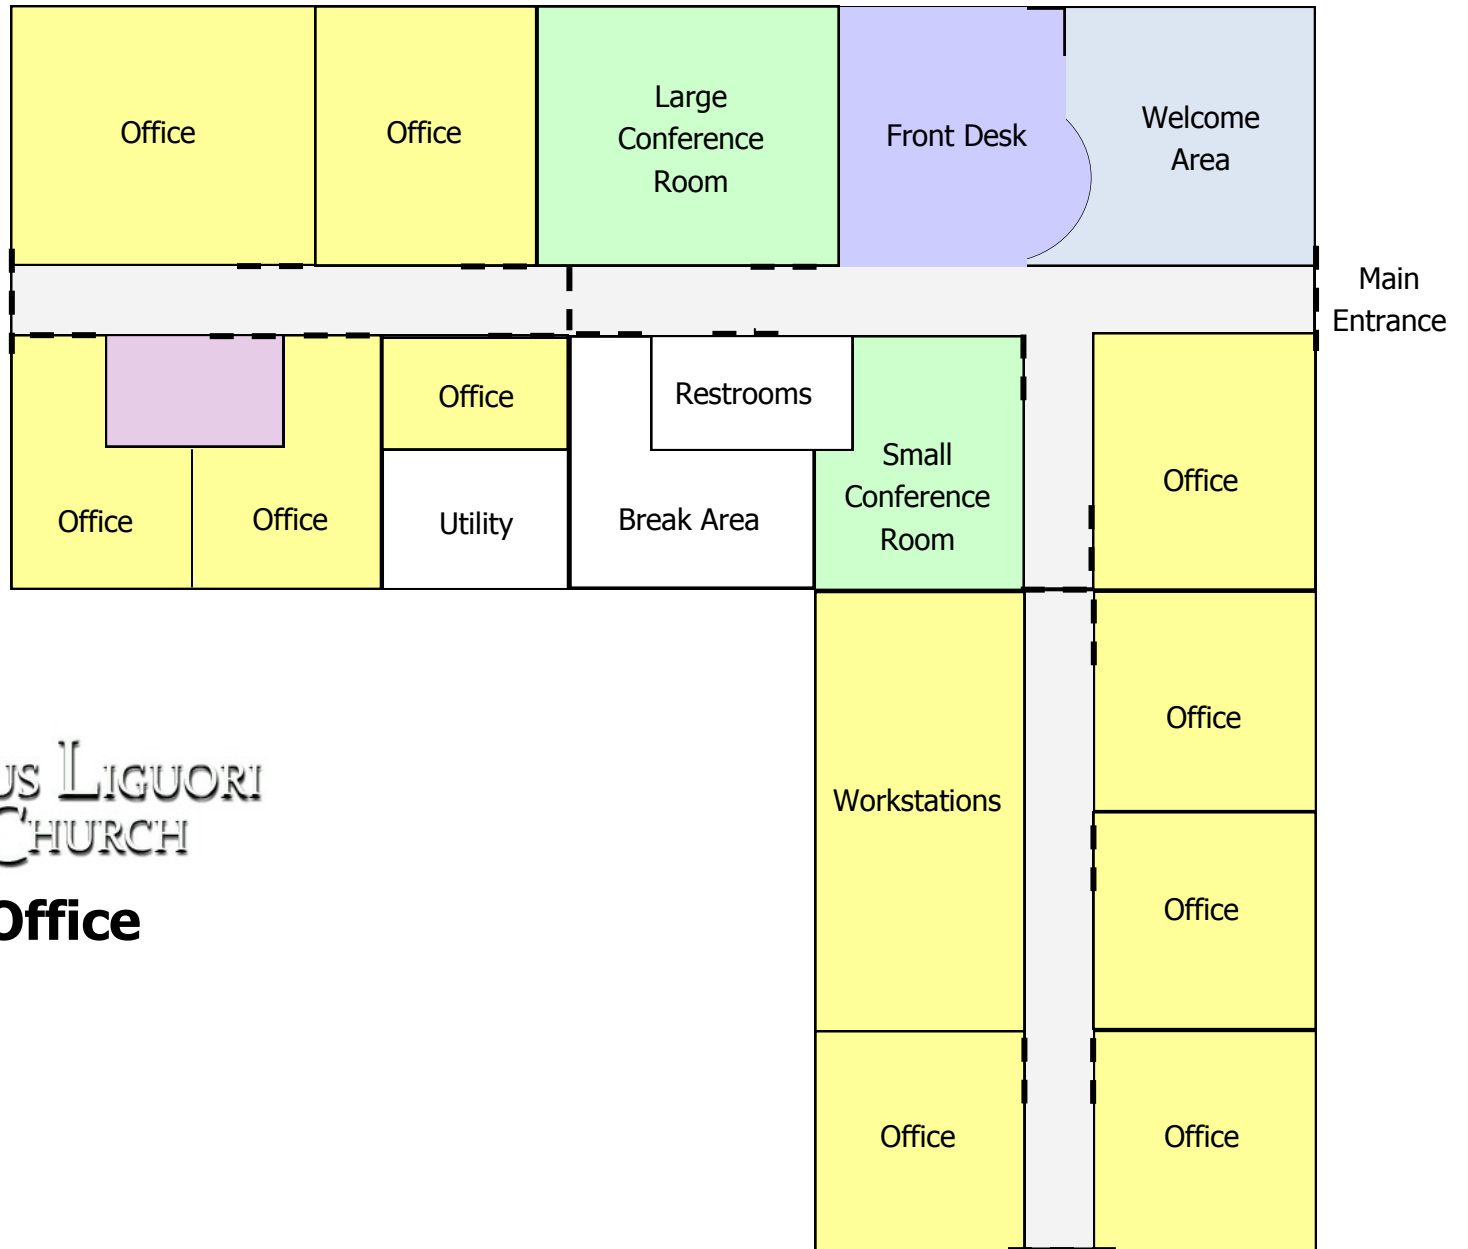 Office
Office
Large
Conference
Room
Front Desk
Welcome
Area
Main
Entrance
Office
Restrooms
Office
Office
Utility
Break Area
Small
Conference
Room
Office
Office
Workstations
Office
Office
Office
US LIGUORI
CHURCH
Office